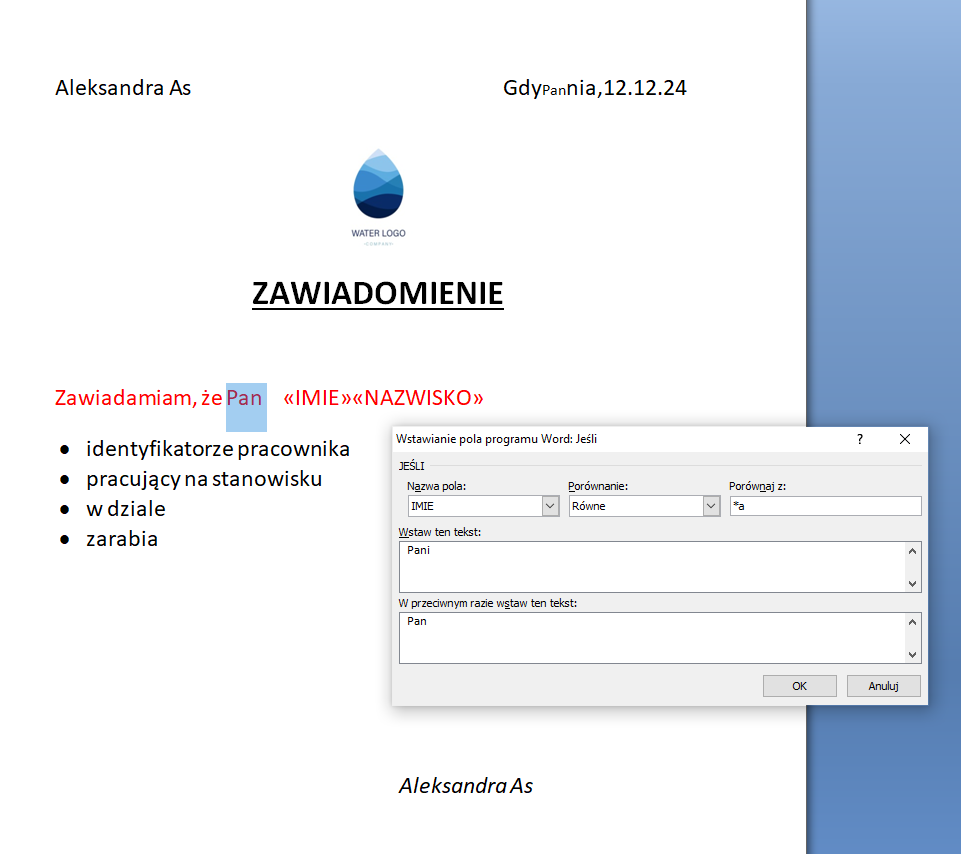 Aleksandra As GdyPannia,12.12.24
WATER LOGO
-COMPANY-
ZAWIADOMIENIE
Zawiadamiam, że Pan «IMIE»«NAZWISKO»
• identyfikatorze pracownika
• pracujący na stanowisku
• w dziale
• zarabia
Wstawianie pola programu Word: Jeśli ?
JEŚLI
Nazwa pola: Porównanie: Porównaj z:
IMIE Równe *a
Wstaw ten tekst:
Pani
W przeciwnym razie wstaw ten tekst:
Pan
OK Anuluj
Aleksandra As